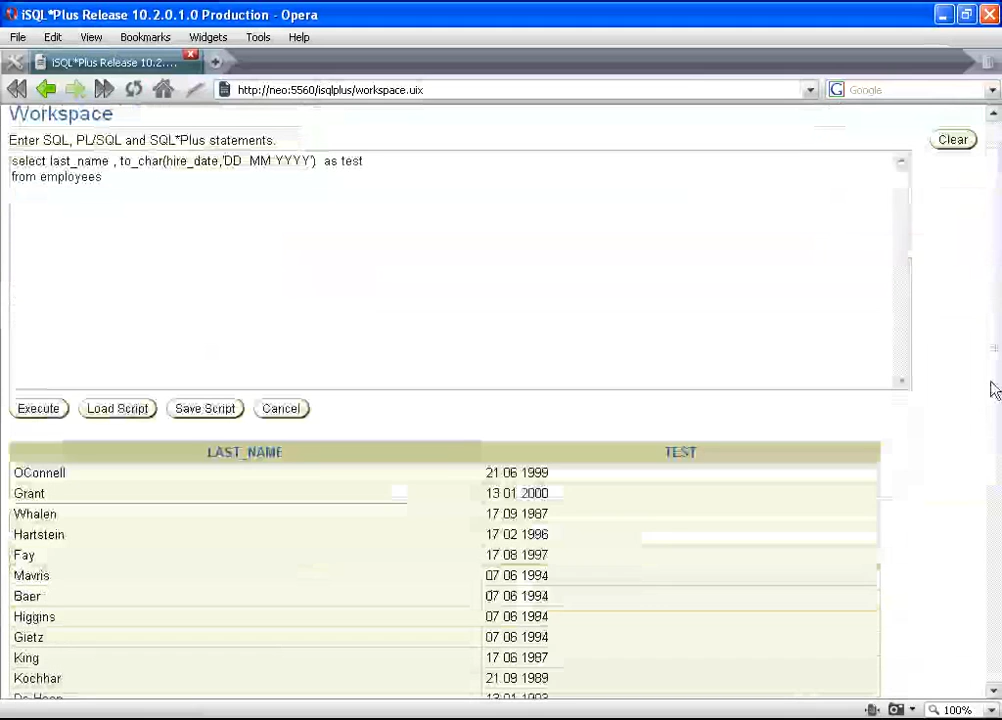 iSQL*Plus Release 10.2.0.1.0 Production - Opera
File Edit View Bookmarks Widgets Tools Help
iSQL*Plus Release 10.2....
http://neo:5560/isqlplus/workspace.uix
Google
Workspace
Enter SQL, PL/SQL and SQL*Plus statements.
Clear
select last_name , to_char(hire_date,'DD MM YYYY') as test
from employees
Execute Load Script Save Script Cancel
LAST_NAME TEST
OConnell 21 06 1999
Grant 13 01 2000
Whalen 17 09 1987
Hartstein 17 02 1996
Fay 17 08 1997
Mavris 07 06 1994
Baer 07 06 1994
Higgins 07 06 1994
Gietz 07 06 1994
King 17 06 1987
Kochhar 21 09 1989
De Haan 13 01 1993
100%